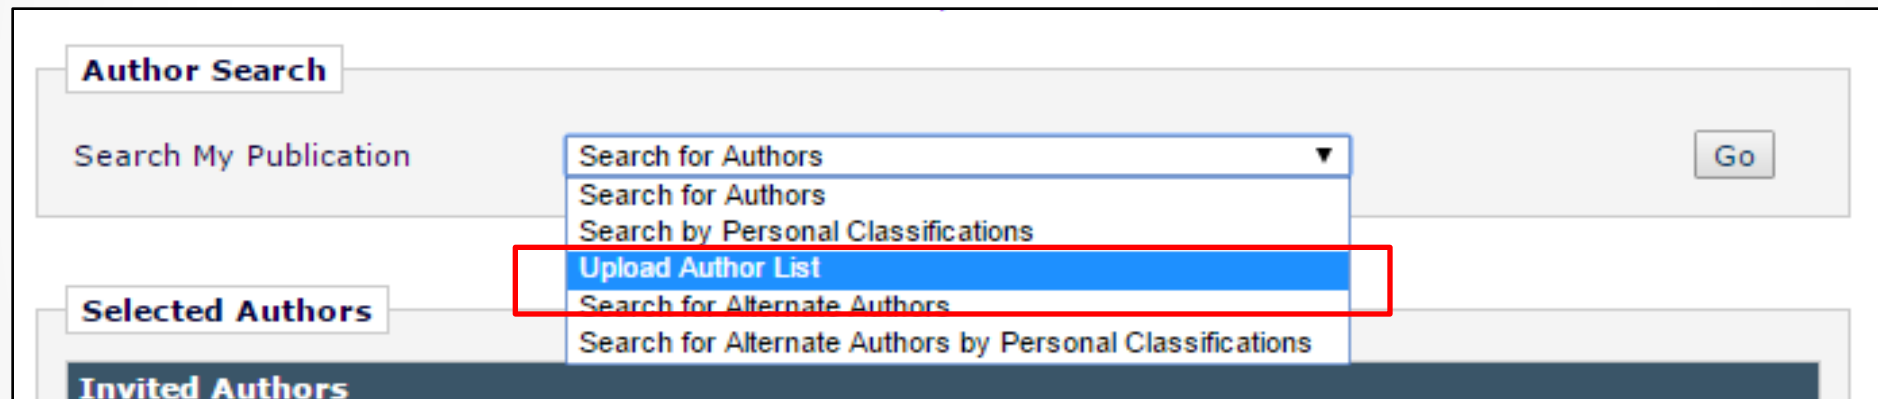 Author Search
Search My Publication
Search for Authors
Go
Search for Authors
Search by Personal Classifications
Upload Author List
Search for Alternate Authors
Search for Alternate Authors by Personal Classifications
Selected Authors
Invited Authors